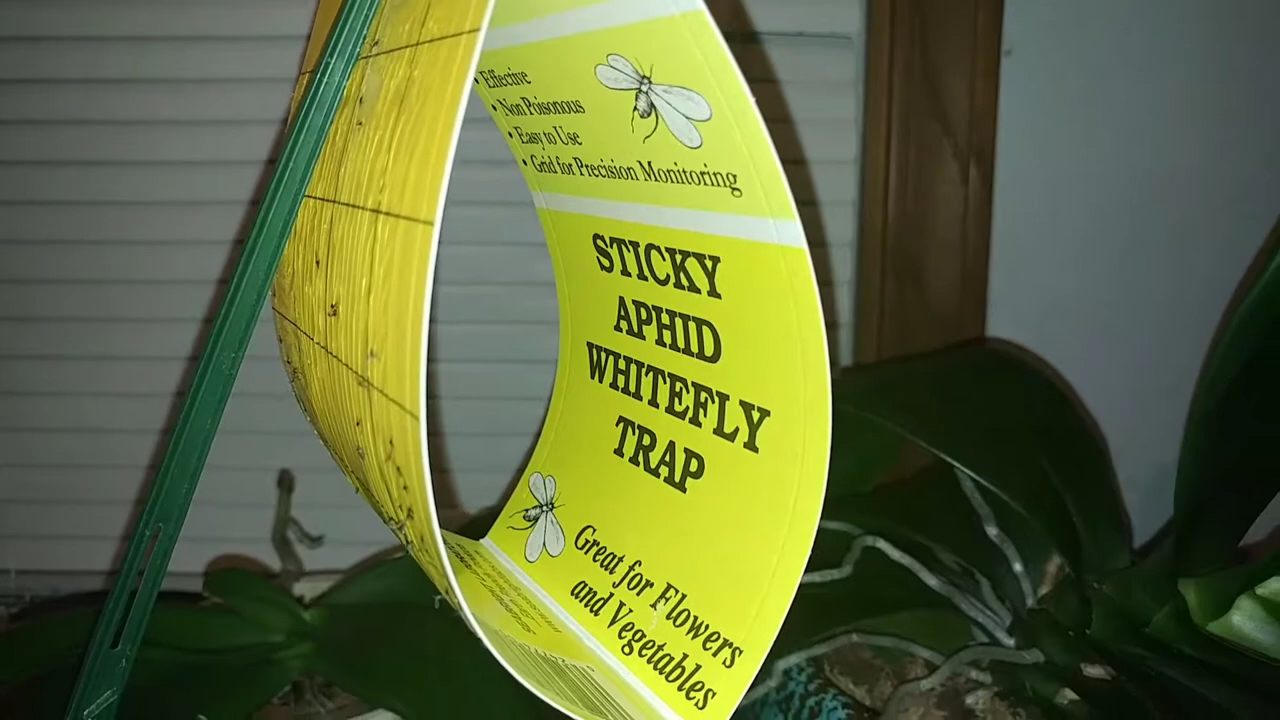 • Effective
• Non Poisonous
• Easy to Use
• Grid for Precision Monitoring
STICKY
APHID
WHITEFLY
TRAP
Great for Flowers
and Vegetables